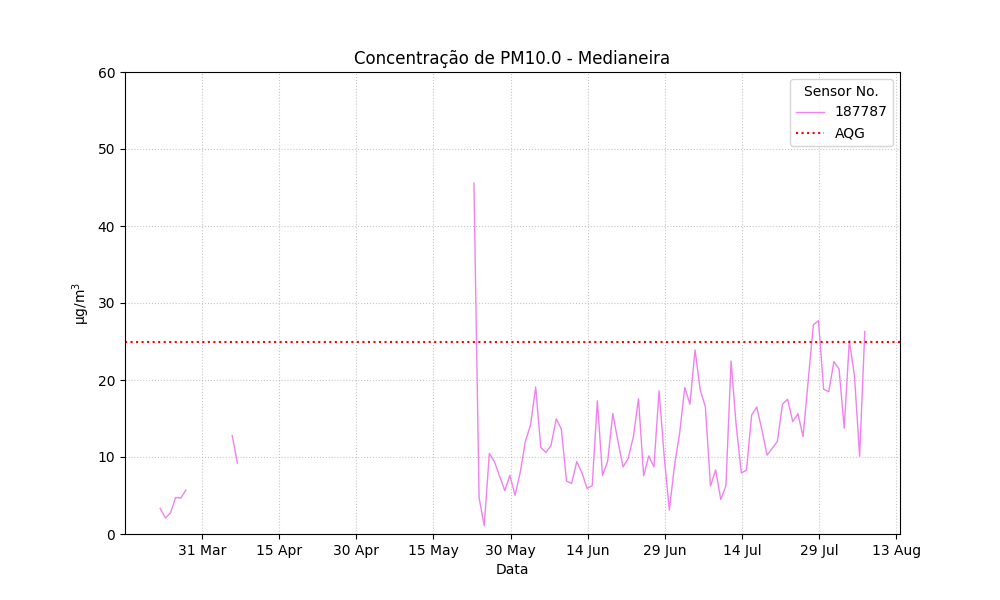 Concentração de PM10.0 - Medianeira
60
50
40
30
20
10
0
µg/m³
Sensor No.
187787
AQG
31 Mar
15 Apr
30 Apr
15 May
30 May
14 Jun
29 Jun
14 Jul
29 Jul
13 Aug
Data